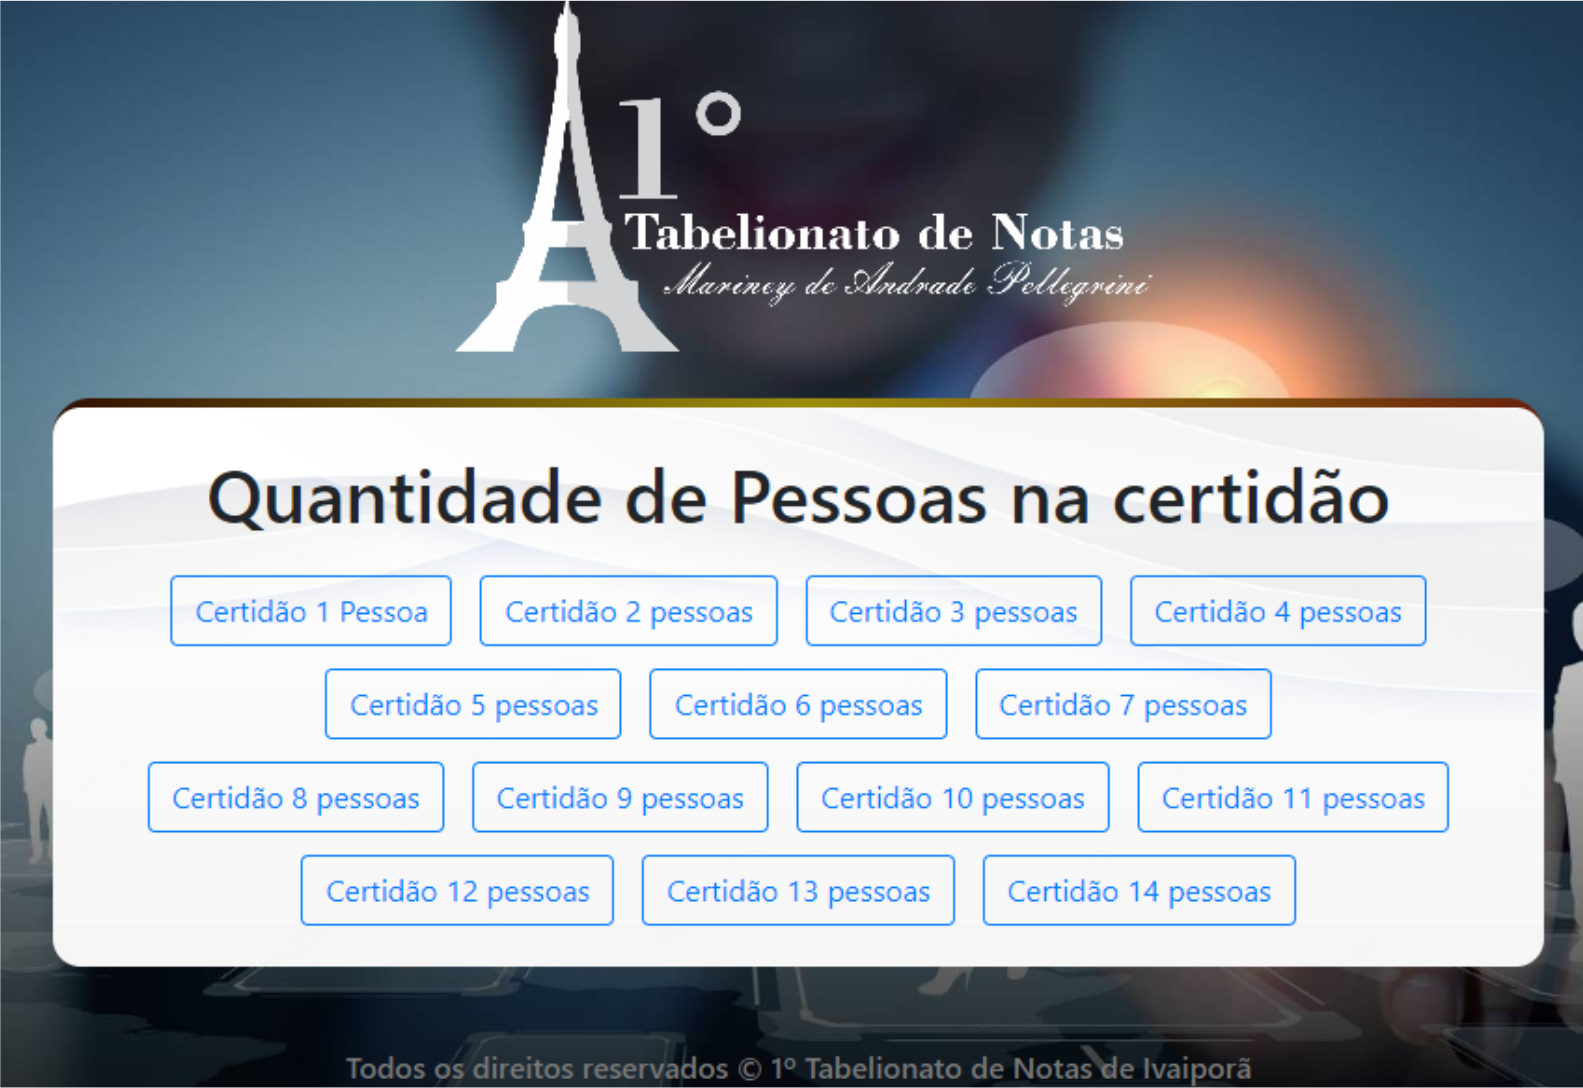 1°
Tabelionato de Notas
Mariney de Andrade Pellegrini
Quantidade de Pessoas na certidão
Certidão 1 Pessoa Certidão 2 pessoas Certidão 3 pessoas Certidão 4 pessoas
Certidão 5 pessoas Certidão 6 pessoas Certidão 7 pessoas
Certidão 8 pessoas Certidão 9 pessoas Certidão 10 pessoas Certidão 11 pessoas
Certidão 12 pessoas Certidão 13 pessoas Certidão 14 pessoas
Todos os direitos reservados © 1º Tabelionato de Notas de Ivaiporã